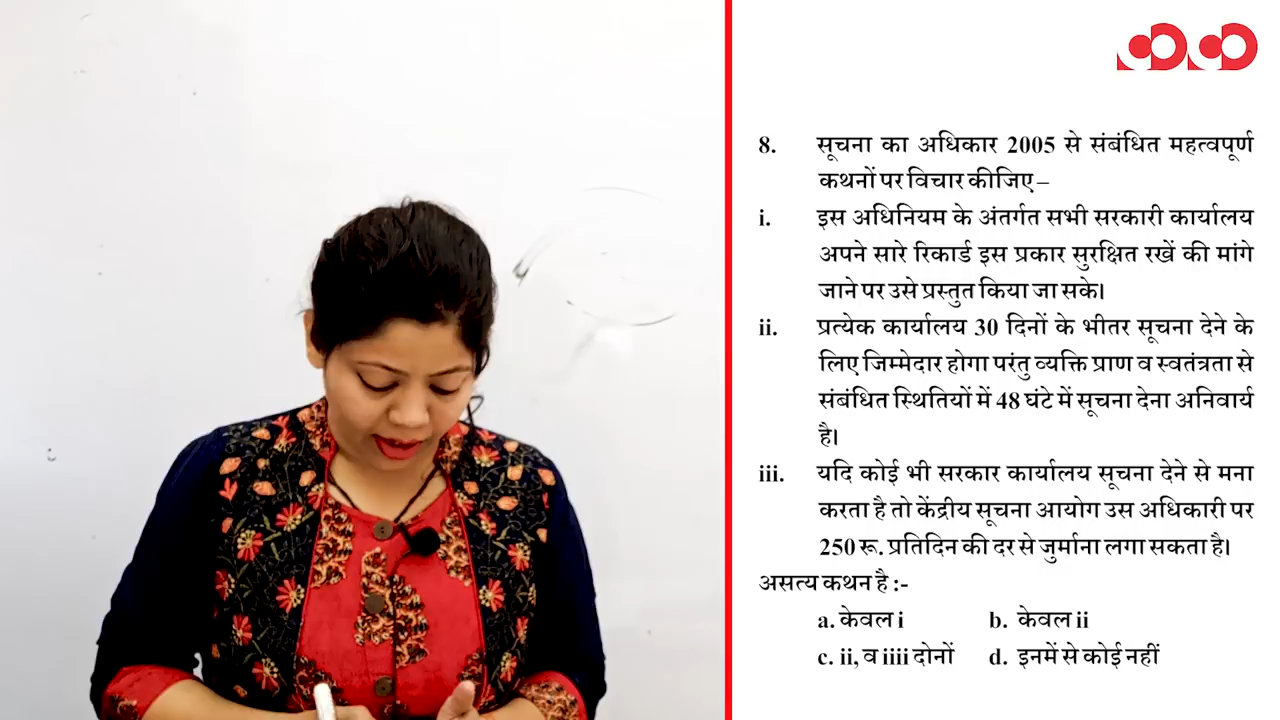 8. सूचना का अधिकार 2005 से संबंधित महत्वपूर्ण
कथनों पर विचार कीजिए –
i. इस अधिनियम के अंतर्गत सभी सरकारी कार्यालय
अपने सारे रिकार्ड इस प्रकार सुरक्षित रखें की मांगे
जाने पर उसे प्रस्तुत किया जा सके।
ii. प्रत्येक कार्यालय 30 दिनों के भीतर सूचना देने के
लिए जिम्मेदार होगा परंतु व्यक्ति प्राण व स्वतंत्रता से
संबंधित स्थितियों में 48 घंटे में सूचना देना अनिवार्य
है।
iii. यदि कोई भी सरकार कार्यालय सूचना देने से मना
करता है तो केंद्रीय सूचना आयोग उस अधिकारी पर
250 रू. प्रतिदिन की दर से जुर्माना लगा सकता है।
असत्य कथन है :-
a. केवल i b. केवल ii
c. ii, व iiii दोनों d. इनमें से कोई नहीं